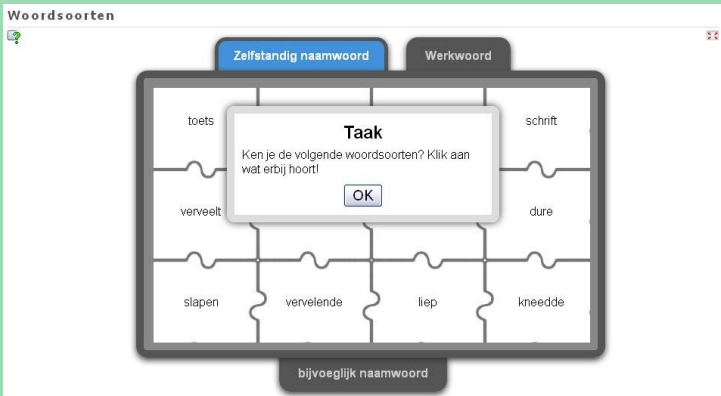 Woordsoorten
Zelfstandig naamwoord
Werkwoord
toets
schrift
Taak
Ken je de volgende woordsoorten? Klik aan
wat erbij hoort!
OK
verveelt
dure
slapen
vervelende
liep
kneedde
bijvoeglijk naamwoord